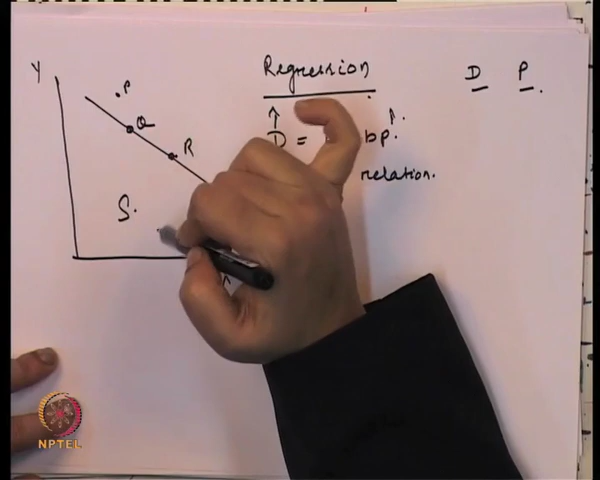 Y
P
Q
R
S.
Regression
D =
bp.
relation.
D P.
NPTEL